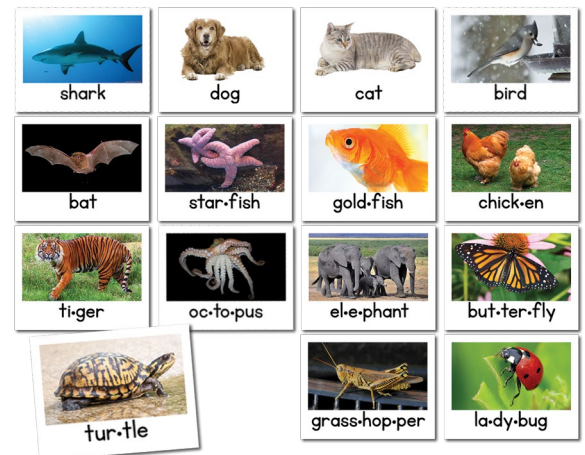 shark
dog
cat
bird
bat
star•fish
gold•fish
chick•en
ti•ger
oc•to•pus
el•e•phant
but•ter•fly
tur•tle
grass•hop•per
la•dy•bug